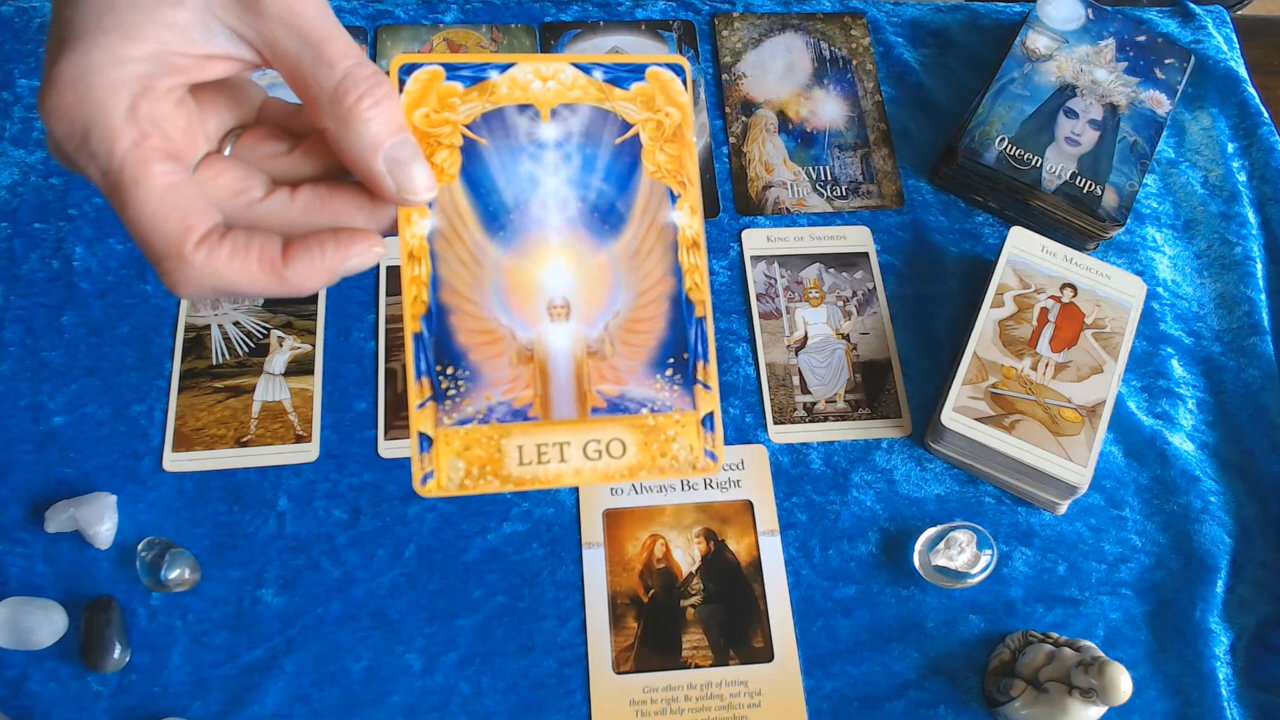 XVII
The Star
Queen of Cups
KING OF SWORDS
THE MAGICIAN
LET GO
to Always Be Right
Give others the gift of letting
them be right. Be yielding, not rigid.
This will help resolve conflicts and
relationships.